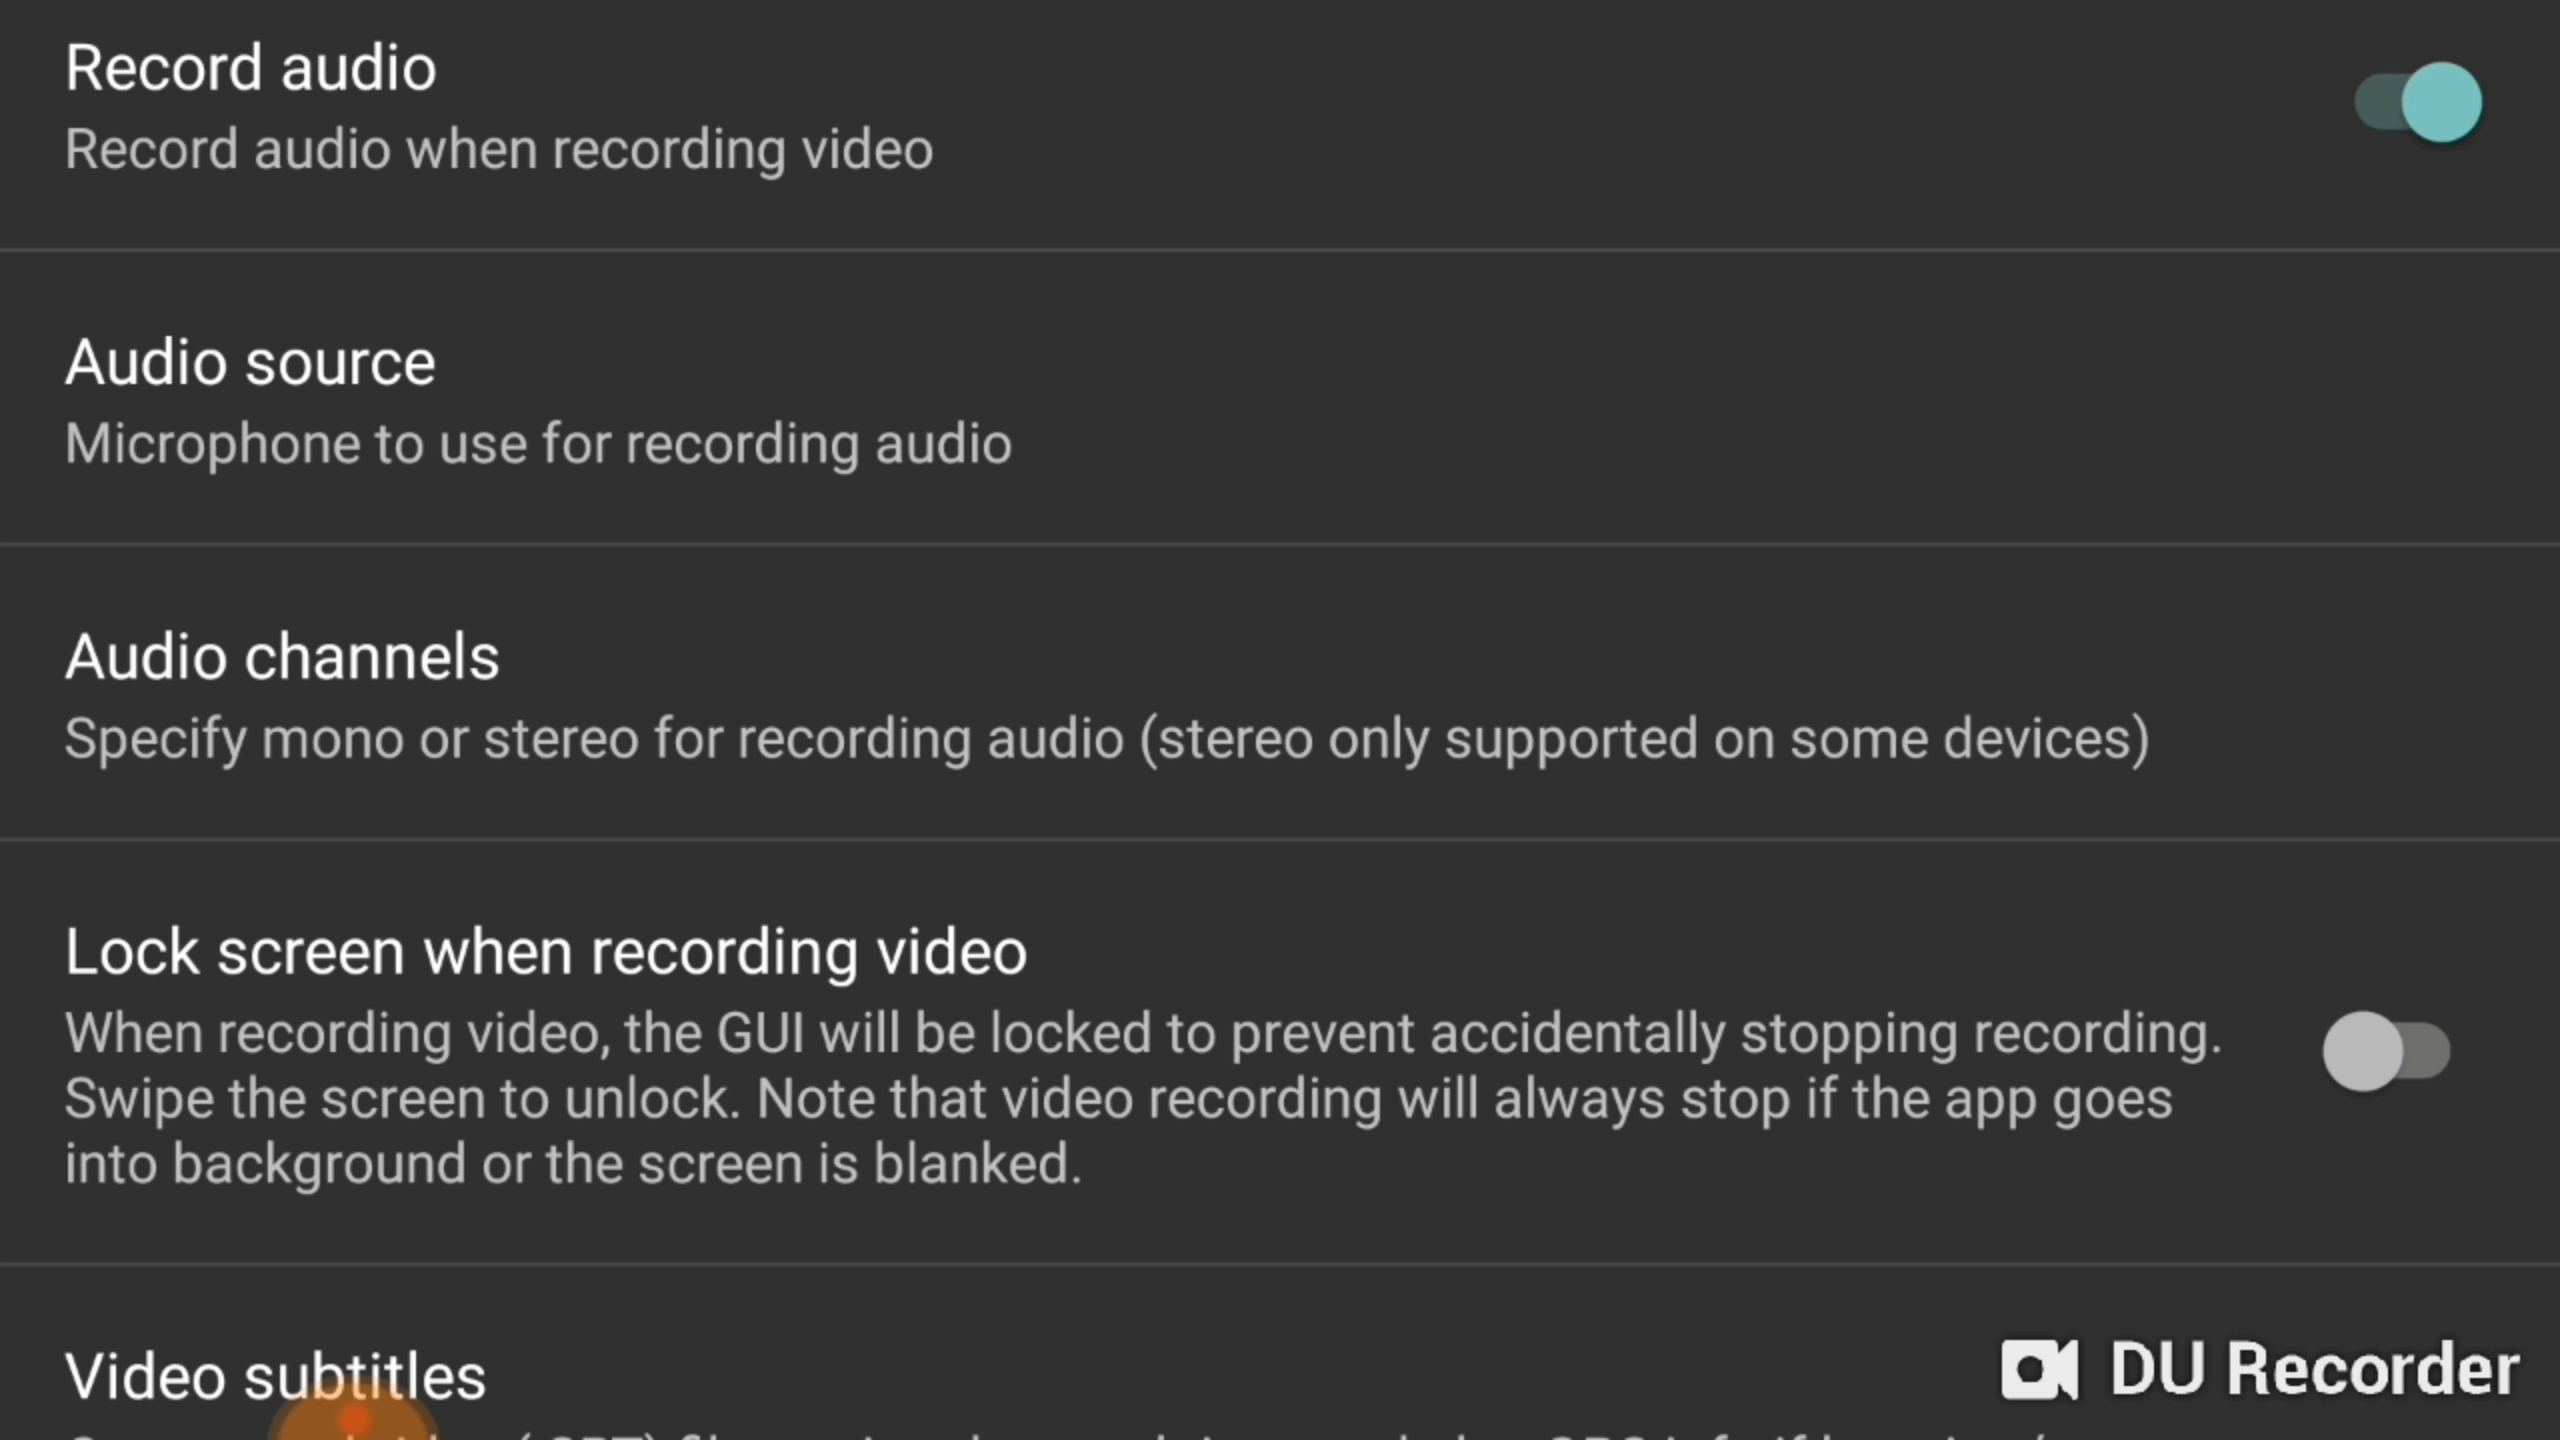 Record audio
Record audio when recording video
Audio source
Microphone to use for recording audio
Audio channels
Specify mono or stereo for recording audio (stereo only supported on some devices)
Lock screen when recording video
When recording video, the GUI will be locked to prevent accidentally stopping recording.
Swipe the screen to unlock. Note that video recording will always stop if the app goes
into background or the screen is blanked.
Video subtitles
DU Recorder